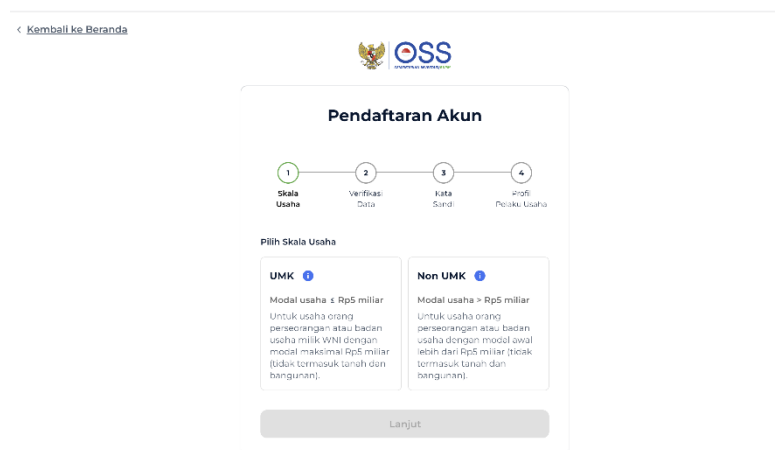 Kembali ke Beranda
OSS
Pendaftaran Akun
1
2
3
4
Skala
Usaha
Verifikasi
Data
Kata
Sandi
Profil
Pelaku Usaha
Pilih Skala Usaha
UMK
Modal usaha ≤ Rp5 miliar
Untuk usaha orang
perseorangan atau badan
usaha milik WNI dengan
modal maksimal Rp5 miliar
(tidak termasuk tanah dan
bangunan).
Non UMK
Modal usaha > Rp5 miliar
Untuk usaha orang
perseorangan atau badan
usaha dengan modal awal
lebih dari Rp5 miliar (tidak
termasuk tanah dan
bangunan).
Lanjut